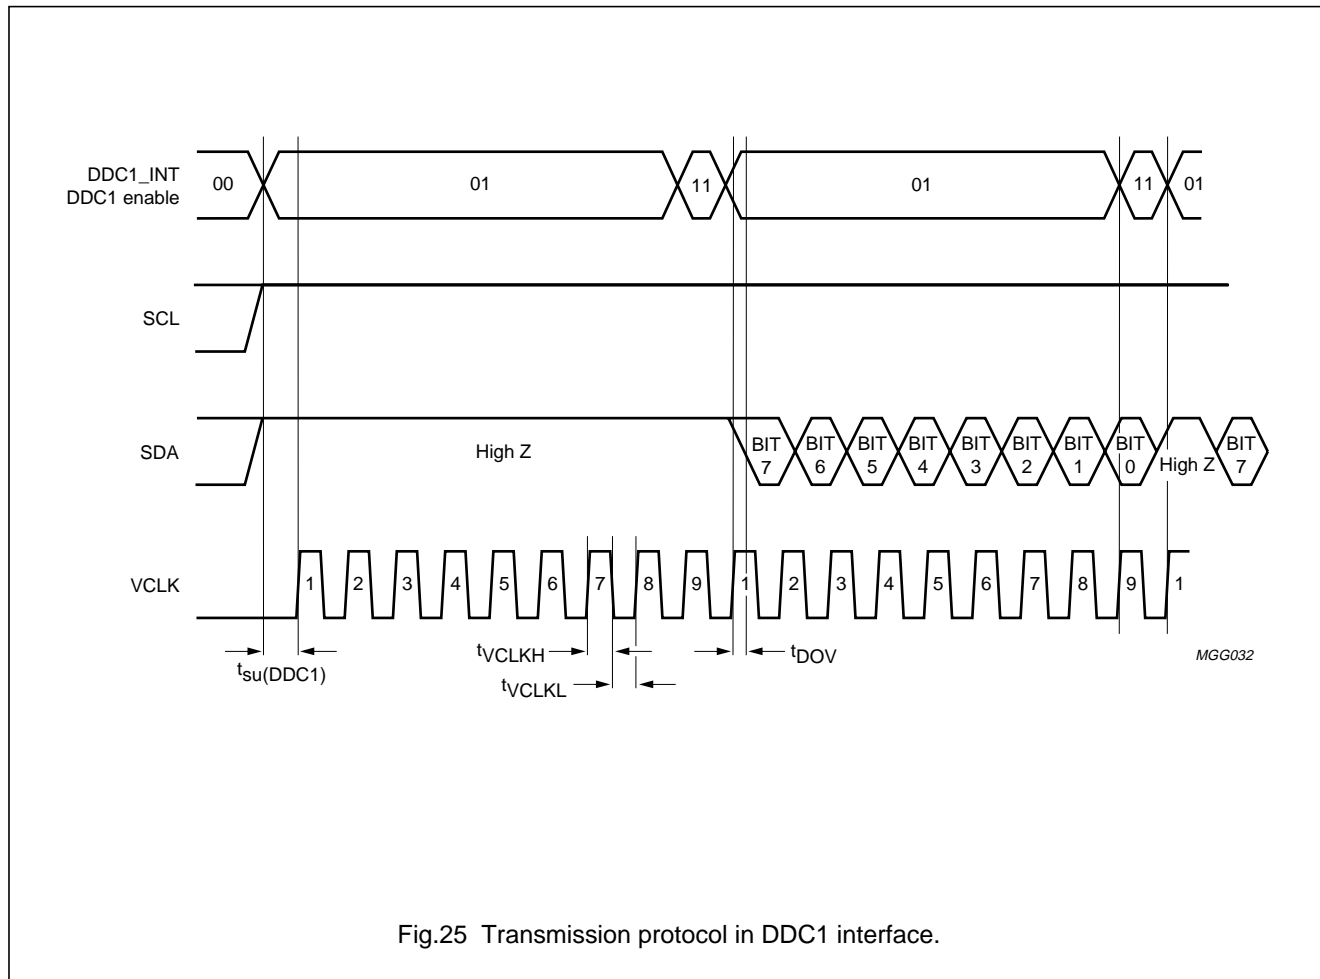 DDC1_INT
DDC1 enable
00 01 11 01 11 01
SCL
SDA
High Z
BIT 7 BIT 6 BIT 5 BIT 4 BIT 3 BIT 2 BIT 1 BIT 0 High Z BIT 7
VCLK
1 2 3 4 5 6 7 8 9 1 2 3 4 5 6 7 8 9 1
tsu(DDC1)
tVCLKH
tDOV
tVCLKL
MGG032
Fig.25 Transmission protocol in DDC1 interface.